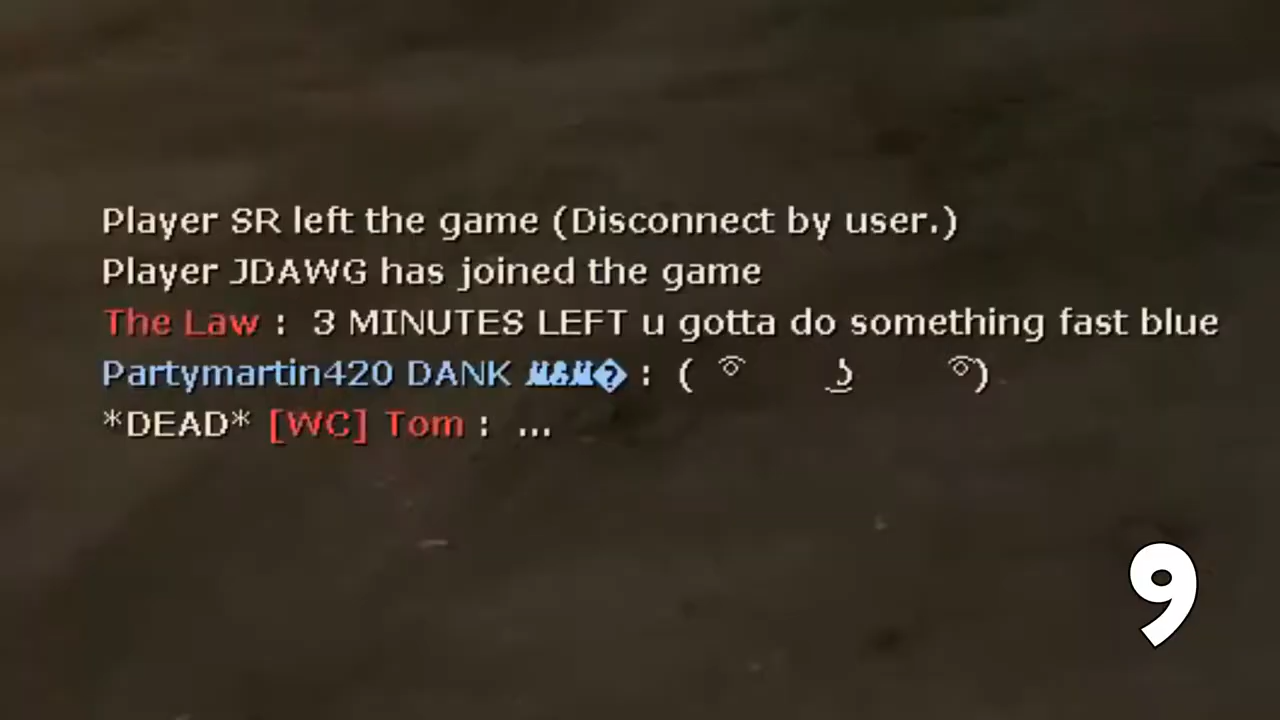 Player SR left the game (Disconnect by user.)
Player JDAWG has joined the game
The Law :  3 MINUTES LEFT u gotta do something fast blue
Partymartin420 DANK �: ( ͡° ͜ʖ ͡°)
*DEAD* [WC] Tom :  ...
9